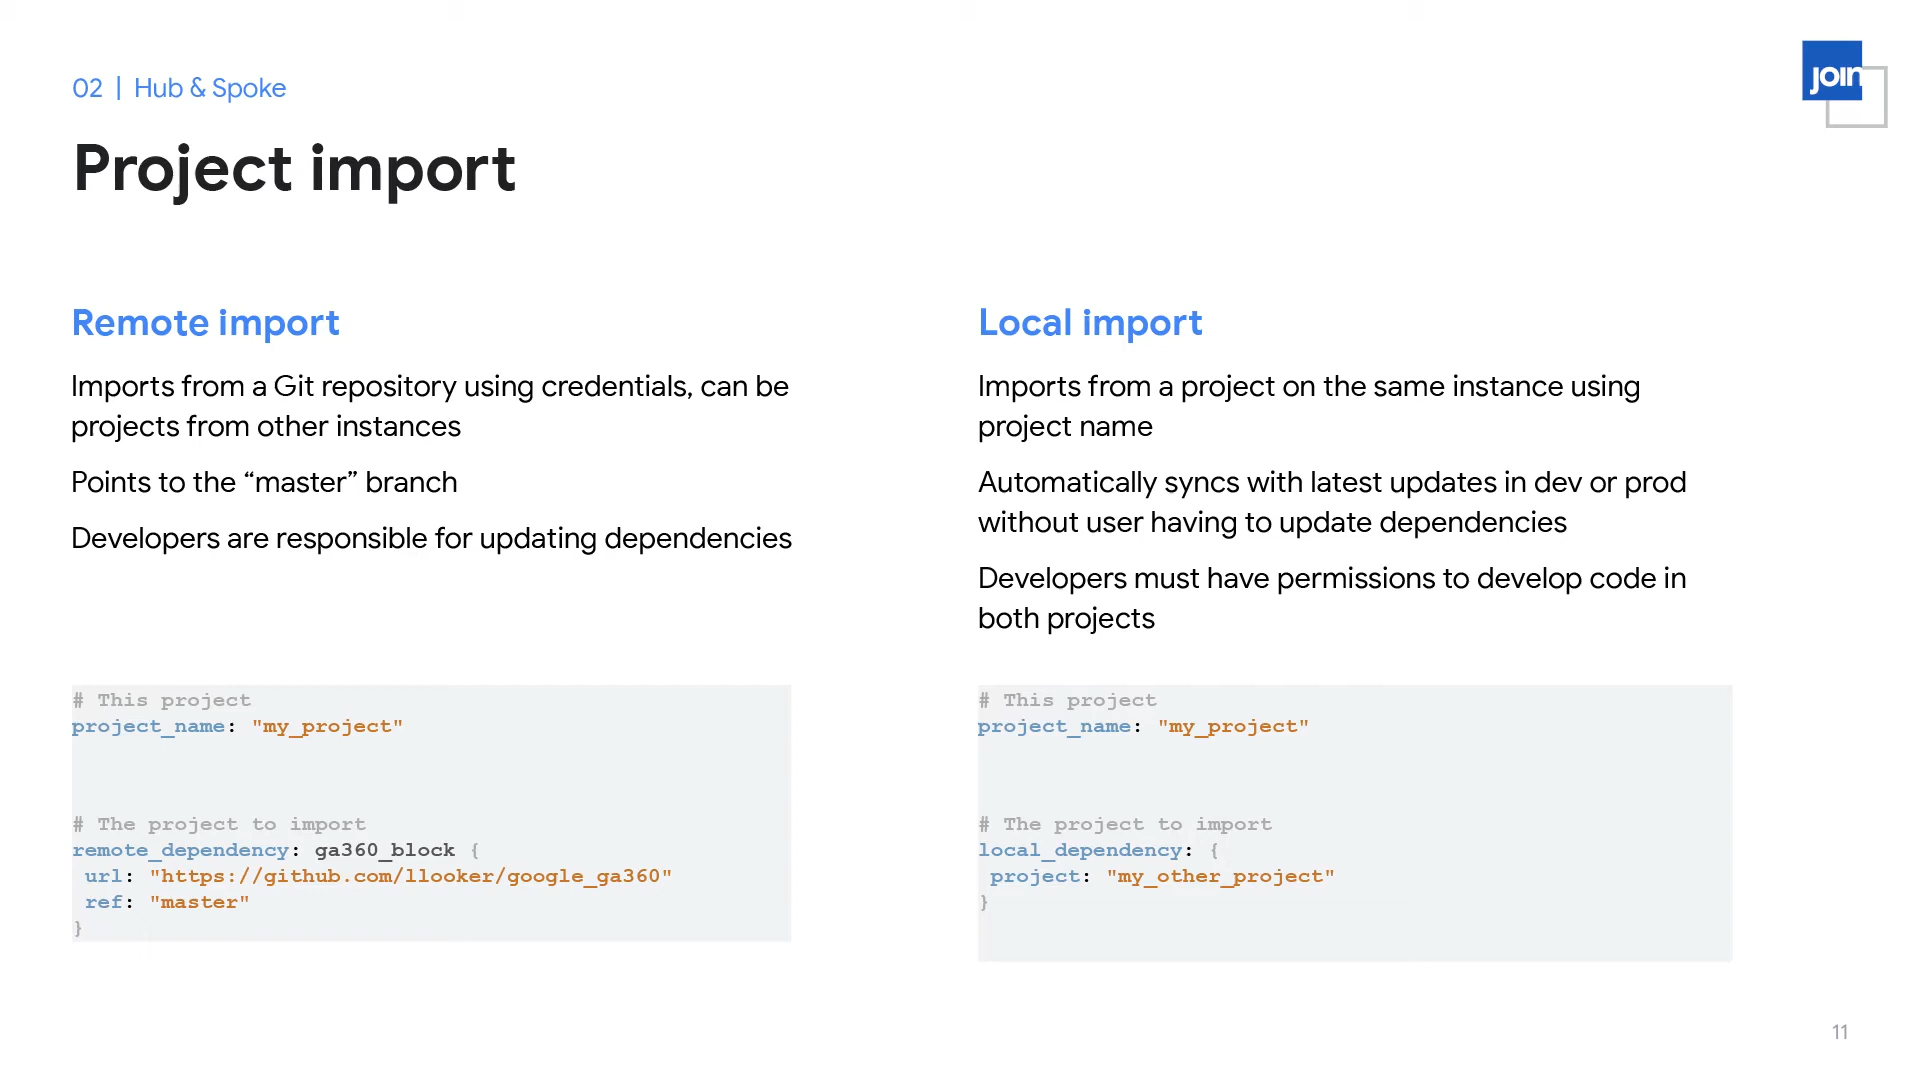 02 | Hub & Spoke
join
Project import
Remote import
Imports from a Git repository using credentials, can be
projects from other instances
Points to the “master” branch
Developers are responsible for updating dependencies
# This project
project_name: "my_project"
# The project to import
remote_dependency: ga360_block {
url: "https://github.com/llooker/google_ga360"
ref: "master"
}
Local import
Imports from a project on the same instance using
project name
Automatically syncs with latest updates in dev or prod
without user having to update dependencies
Developers must have permissions to develop code in
both projects
# This project
project_name: "my_project"
# The project to import
local_dependency: {
project: "my_other_project"
}
11